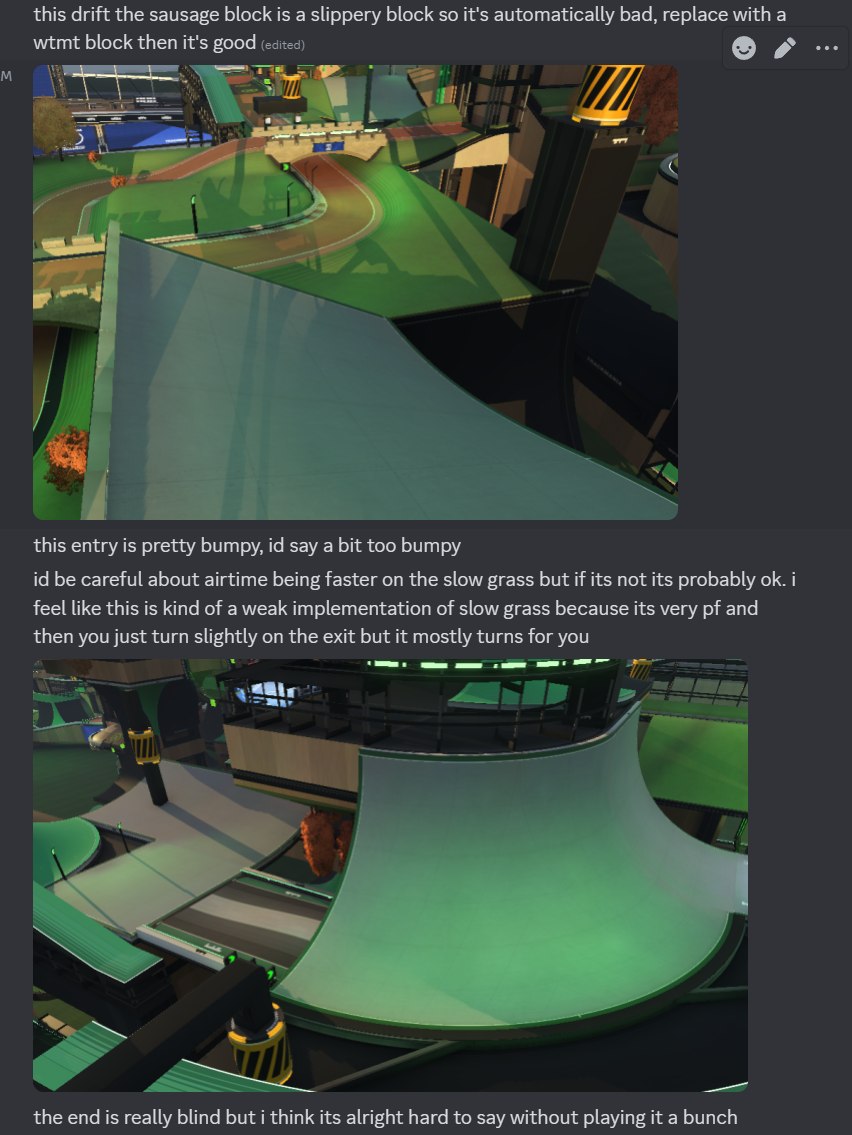 this drift the sausage block is a slippery block so it's automatically bad, replace with a
wtmt block then it's good (edited)
M
this entry is pretty bumpy, id say a bit too bumpy
id be careful about airtime being faster on the slow grass but if its not its probably ok. i
feel like this is kind of a weak implementation of slow grass because its very pf and
then you just turn slightly on the exit but it mostly turns for you
the end is really blind but i think its alright hard to say without playing it a bunch